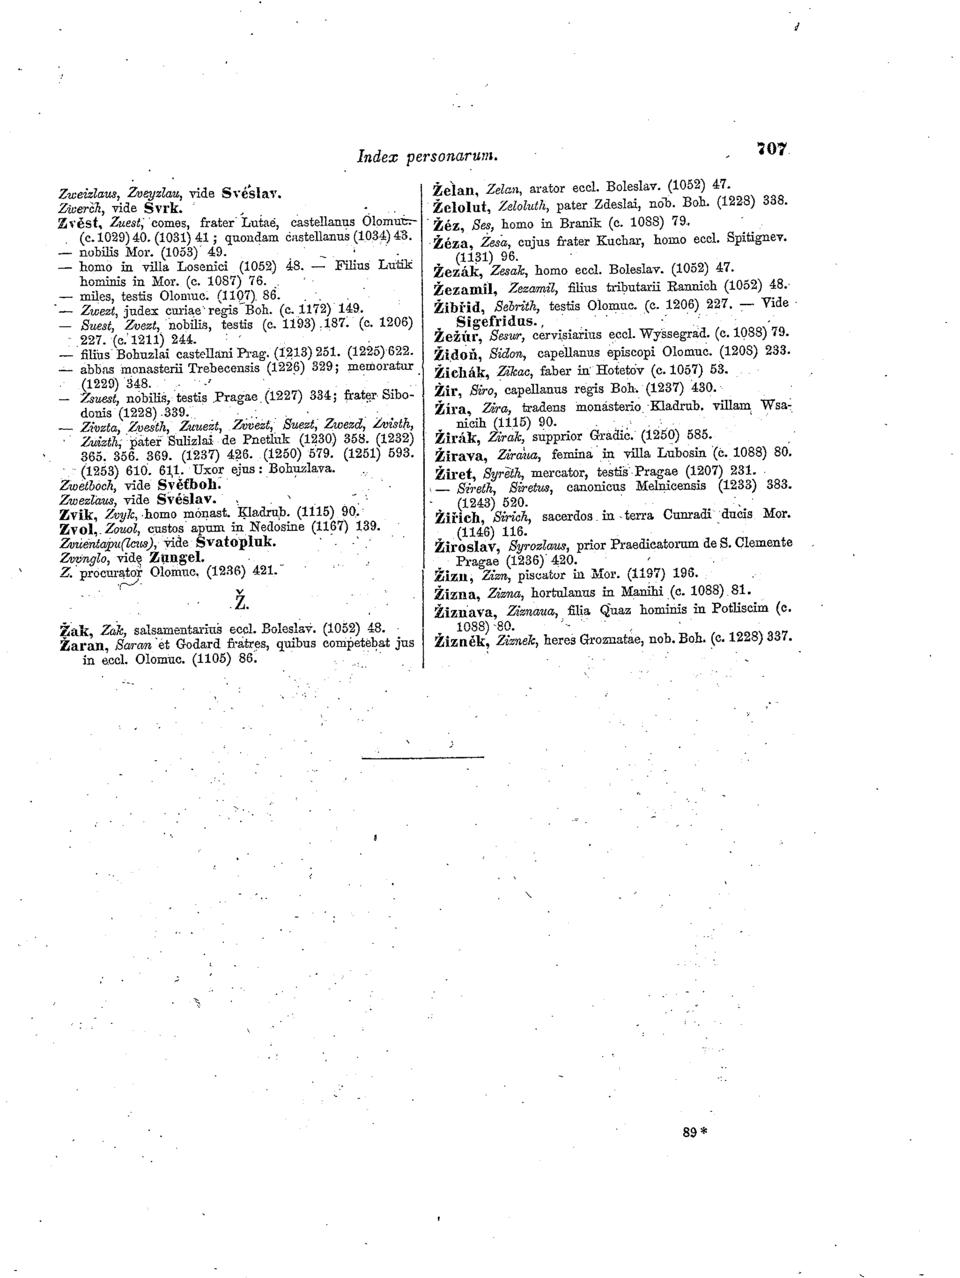 Index personarum.
707
Zweizlaus, Zveyzlau, vide Svéslav.
Zwerch, vide Svrk.
Zvěst, Zuest, comes, frater Lutae, castellanus Olomuc.
(c. 1029) 40. (1031) 41; quondam castellanus (1034) 43.
— nobilis Mor. (1053) 49.
— homo in villa Losenici (1052) 48. — Filius Lutik
hominis in Mor. (c. 1087) 76.
— miles, testis Olomuc. (1107) 86.
— Zwezt, judex curiae regis Boh. (c. 1172) 149.
— Suest, Zvezt, nobilis, testis (c. 1193) 187. (c. 1206)
227. (c. 1211) 244.
— filius Bohuzlai castellani Prag. (1213) 251. (1225) 622.
— abbas monasterii Trebecensis (1226) 329; memoratur
(1229) 348.
— Zsuest, nobilis, testis Pragae (1227) 334; frater Sibo-
donis (1228) 339.
— Zivzta, Zvesth, Zwuezt, Zvvezt, Suezt, Zwezd, Zvisth,
Zuizth, pater Sulizlai de Pnetluk (1230) 358. (1232)
365. 356. 369. (1237) 426. (1250) 579. (1251) 593.
(1253) 610. 611. Uxor ejus: Bohuzlava.
Zwetboch, vide Světboh.
Zwezlaus, vide Svéslav.
Zvik, Zvyk, homo monast. Kladrub. (1115) 90.
Zvol, Zouol, custos apum in Nedosine (1167) 139.
Zvuentapu(lcus), vide Svatopluk.
Zvvnglo, vide Zungel.
Z. procurator Olomuc. (1236) 421.
Ž.
Žak, Zak, salsamentarius eccl. Boleslav. (1052) 48.
Žaran, Saran et Godard fratres, quibus competebat jus
in eccl. Olomuc. (1105) 86.
Želan, Zelan, arator eccl. Boleslav. (1052) 47.
Želolut, Zeloluth, pater Zdeslai, nob. Boh. (1228) 338.
Žéz, Ses, homo in Branik (c. 1088) 79.
Žéza, Zesa, cujus frater Kuchar, homo eccl. Spitignev.
(1131) 96.
Žezák, Zesak, homo eccl. Boleslav. (1052) 47.
Žezamil, Zezamil, filius tributarii Rannich (1052) 48.
Žibřid, Sebrith, testis Olomuc. (c. 1206) 227. — Vide
Sigefridus.
Žežúr, Sesur, cervisiarius eccl. Wyssegrad. (c. 1088) 79.
Židoň, Sidon, capellanus episcopi Olomuc. (1208) 233.
Žichák, Zikac, faber in Hotetov (c. 1057) 53.
Žir, Siro, capellanus regis Boh. (1237) 430.
Žíra, Zira, tradens monasterio Kladrub. villam Wsa-
nicih (1115) 90.
Žirák, Zirak, supprior Gradic. (1250) 585.
Žirava, Ziraua, femina in villa Lubosin (c. 1088) 80.
Žiret, Syreth, mercator, testis Pragae (1207) 231.
— Sireth, Siretus, canonicus Melnicensis (1233) 383.
(1243) 520.
Žiřich, Sirich, sacerdos in terra Cunradi ducis Mor.
(1146) 116.
Žiroslav, Syrozlaus, prior Praedicatorum de S. Clemente
Pragae (1236) 420.
Žizn, Zizn, piscator in Mor. (1197) 196.
Žizna, Zizna, hortulanus in Manihi (c. 1088) 81.
Žiznava, Ziznaua, filia Quaz hominis in Potliscim (c.
1088) 80.
Žizněk, Ziznek, heres Groznatae, nob. Boh. (c. 1228) 337.
89*